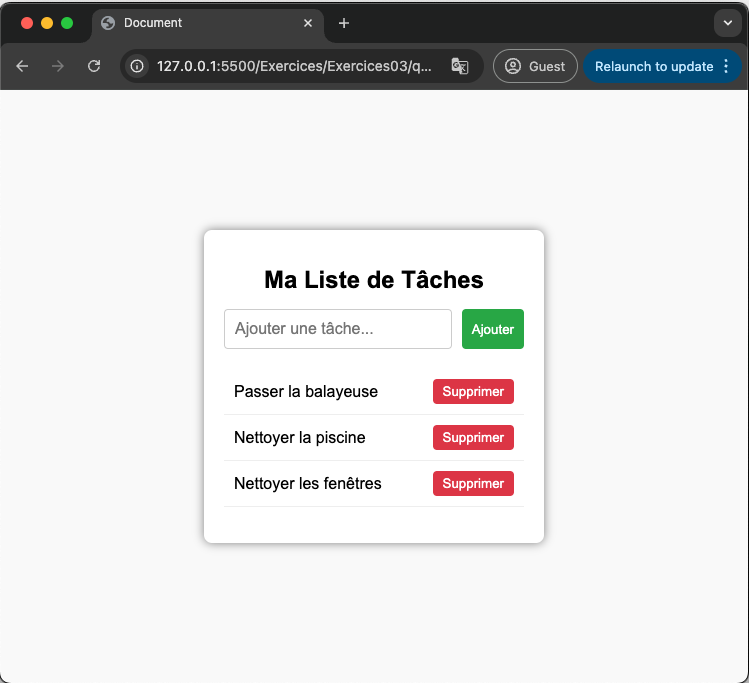 Document
127.0.0.1:5500/Exercices/Exercices03/q...
Guest
Relaunch to update
Ma Liste de Tâches
Ajouter une tâche...
Ajouter
Passer la balayeuse
Supprimer
Nettoyer la piscine
Supprimer
Nettoyer les fenêtres
Supprimer